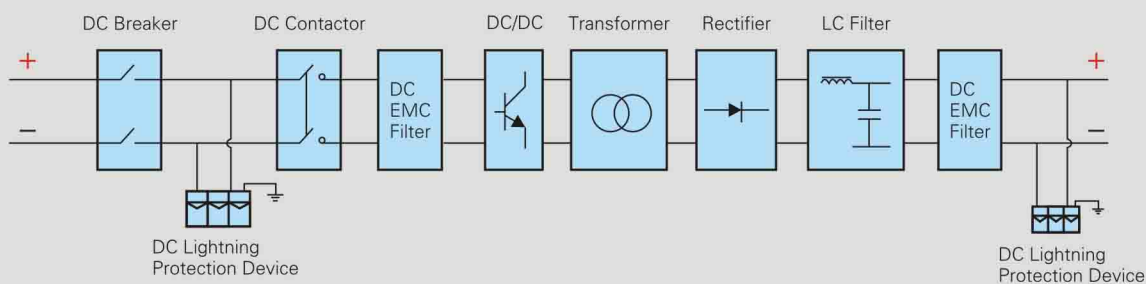 DC Breaker
DC Contactor
DC/DC
Transformer
Rectifier
LC Filter
+
+
DC
EMC
Filter
DC
EMC
Filter
−
−
DC Lightning
Protection Device
DC Lightning
Protection Device